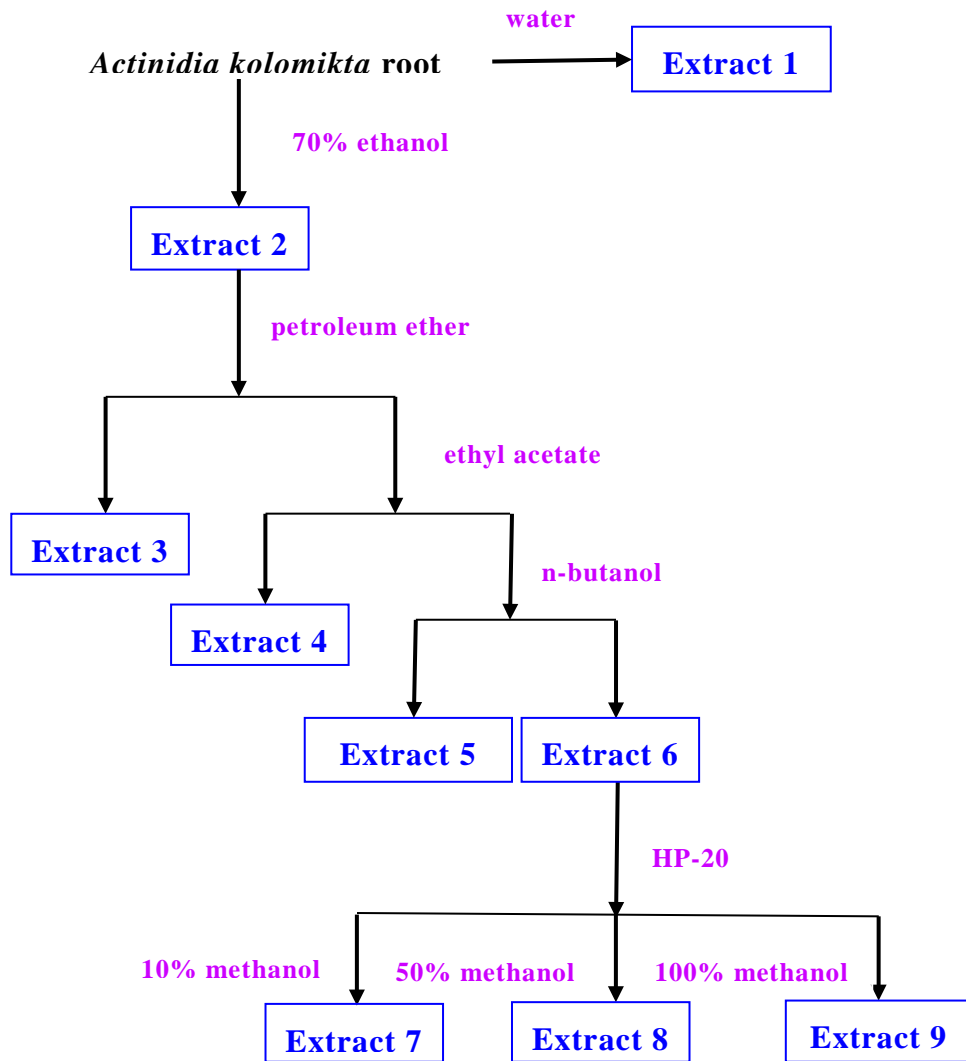 water
Actinidia kolomikta root
Extract 1
70% ethanol
Extract 2
petroleum ether
ethyl acetate
Extract 3
n-butanol
Extract 4
Extract 5
Extract 6
HP-20
10% methanol
50% methanol
100% methanol
Extract 7
Extract 8
Extract 9